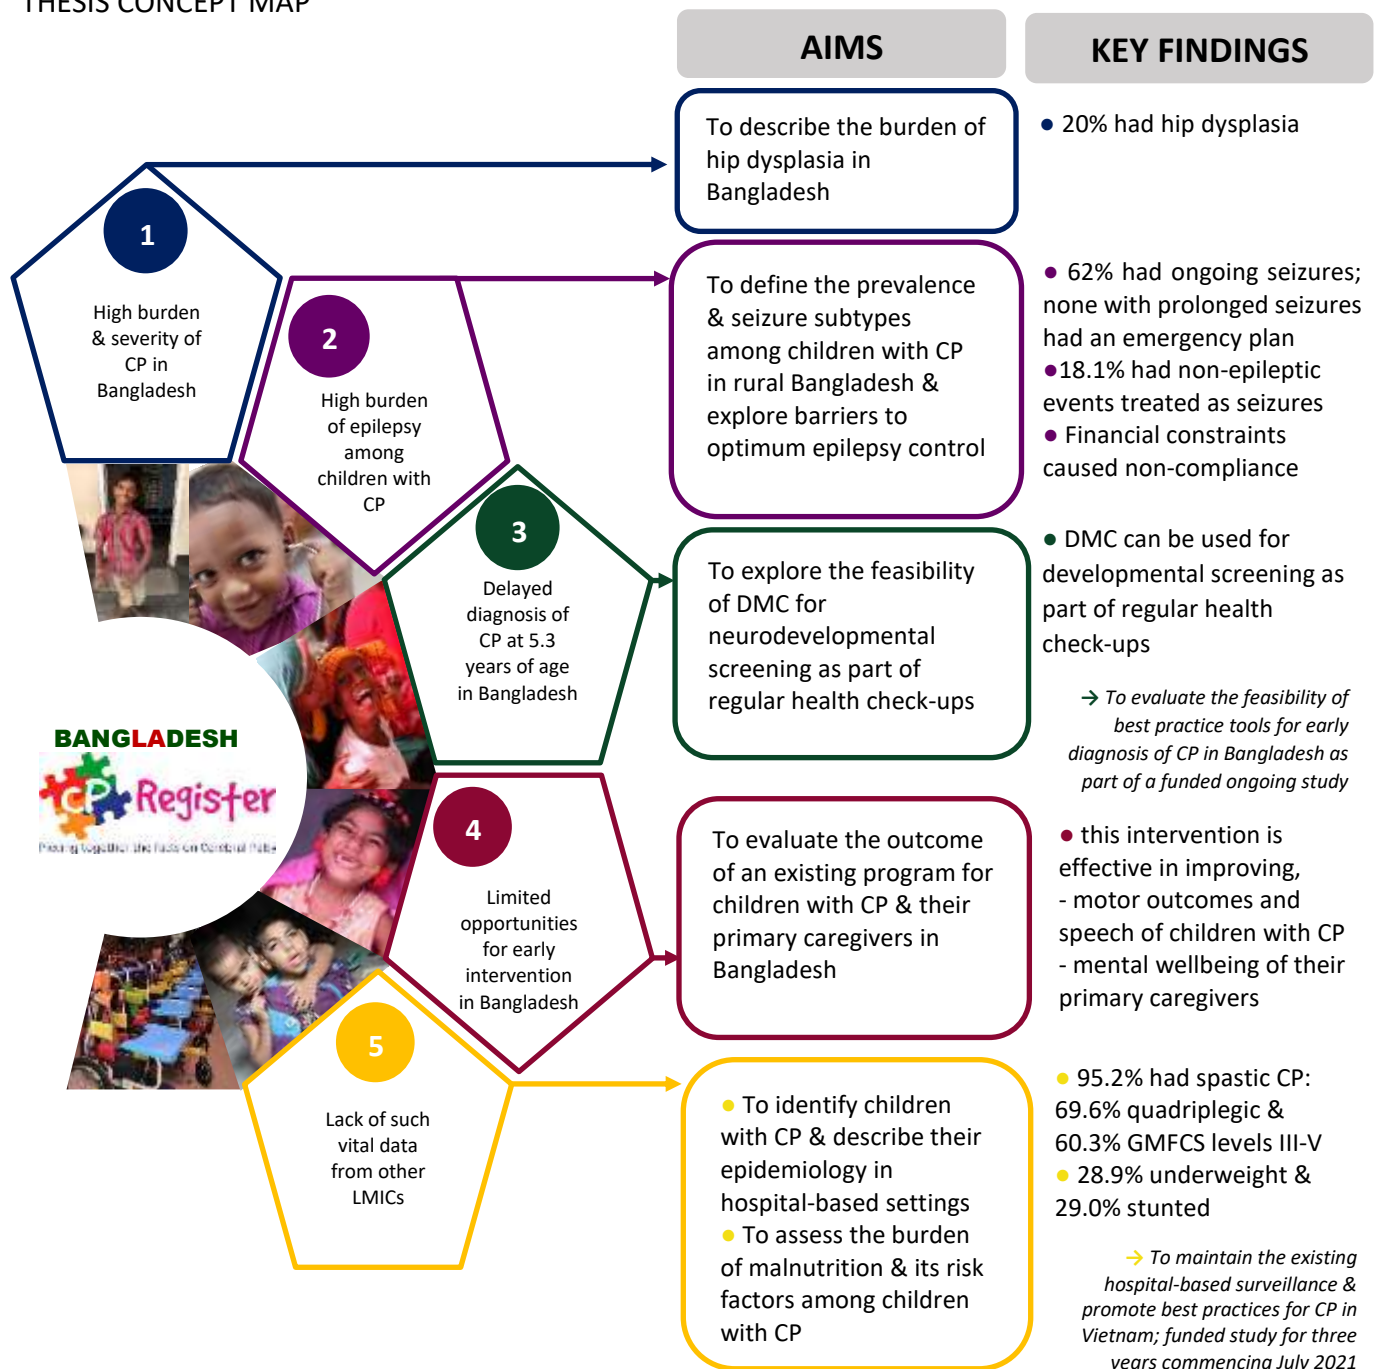 THESIS CONCEPT MAP
AIMS
KEY FINDINGS
1
High burden
& severity of
CP in
Bangladesh
To describe the burden of
hip dysplasia in
Bangladesh
● 20% had hip dysplasia
2
High burden
of epilepsy
among
children with
CP
To define the prevalence
& seizure subtypes
among children with CP
in rural Bangladesh &
explore barriers to
optimum epilepsy control
● 62% had ongoing seizures;
none with prolonged seizures
had an emergency plan
●18.1% had non-epileptic
events treated as seizures
● Financial constraints
caused non-compliance
3
Delayed
diagnosis of
CP at 5.3
years of age
in Bangladesh
To explore the feasibility
of DMC for
neurodevelopmental
screening as part of
regular health check-ups
● DMC can be used for
developmental screening as
part of regular health
check-ups
→ To evaluate the feasibility of
best practice tools for early
diagnosis of CP in Bangladesh as
part of a funded ongoing study
BANGLADESH
CP Register
Piecing together the facts on Cerebral Palsy
4
Limited
opportunities
for early
intervention
in Bangladesh
To evaluate the outcome
of an existing program for
children with CP & their
primary caregivers in
Bangladesh
● this intervention is
effective in improving,
- motor outcomes and
speech of children with CP
- mental wellbeing of their
primary caregivers
5
Lack of such
vital data
from other
LMICs
● To identify children
with CP & describe their
epidemiology in
hospital-based settings
● To assess the burden
of malnutrition & its risk
factors among children
with CP
● 95.2% had spastic CP:
69.6% quadriplegic &
60.3% GMFCS levels III-V
● 28.9% underweight &
29.0% stunted
→ To maintain the existing
hospital-based surveillance &
promote best practices for CP in
Vietnam; funded study for three
years commencing July 2021